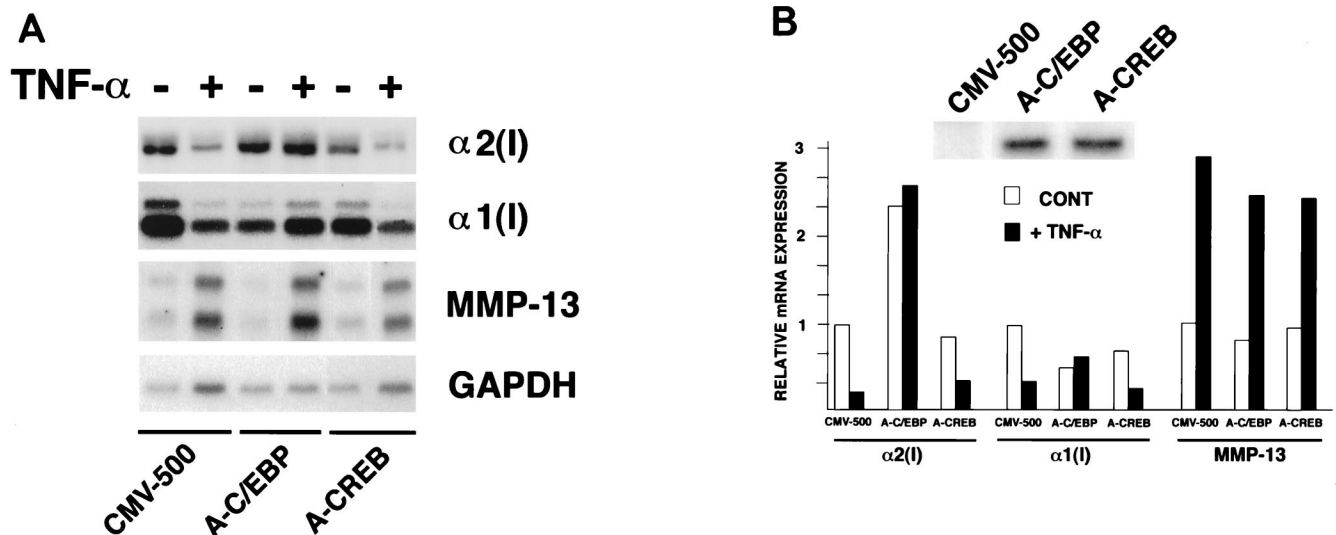 A
TNF-α - + - + - +
α2(I)
α1(I)
MMP-13
GAPDH
CMV-500 A-C/EBP A-CREB
B
CMV-500 A-C/EBP A-CREB
RELATIVE mRNA EXPRESSION
3
2
1
CONT
+ TNF-α
CMV-500 A-C/EBP A-CREB CMV-500 A-C/EBP A-CREB CMV-500 A-C/EBP A-CREB
α2(I) α1(I) MMP-13